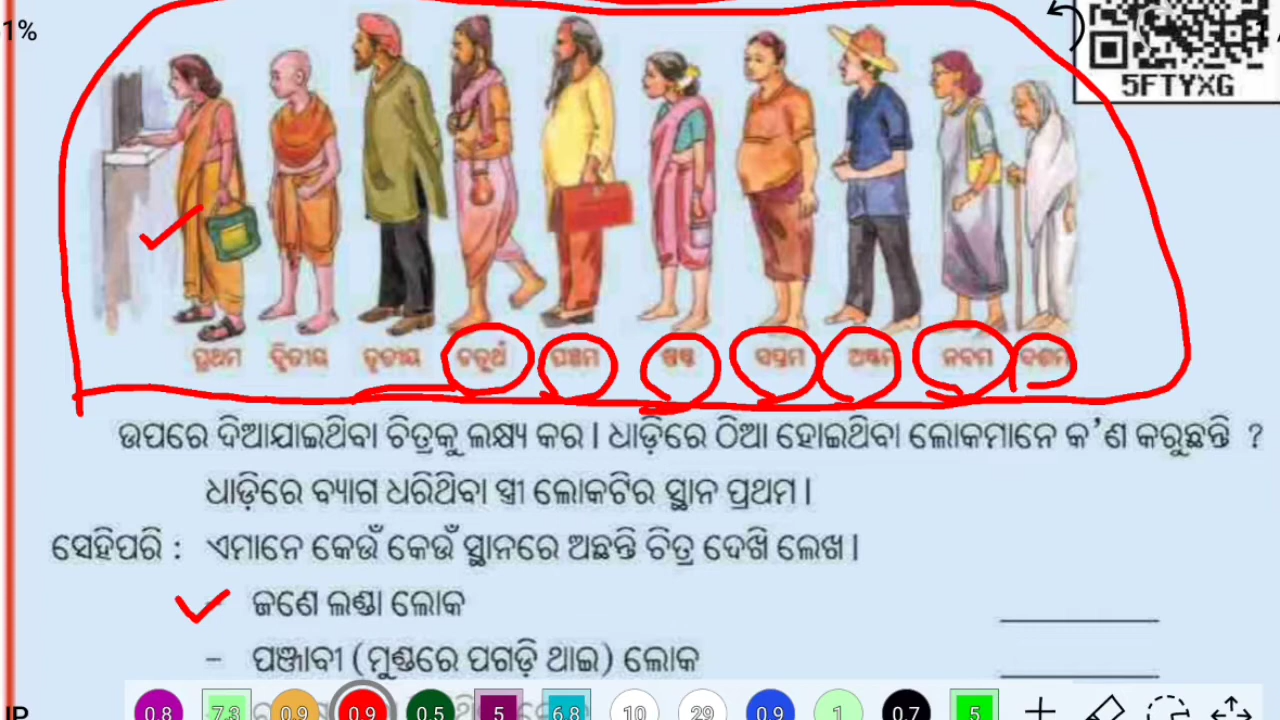 1%
5FTYXG
ପ୍ରଥମ ଦ୍ୱିତୀୟ ତୃତୀୟ ଚତୁର୍ଥ ପଞ୍ଚମ ଷଷ୍ଠ ସପ୍ତମ ଅଷ୍ଟମ ନବମ ଦଶମ
ଉପରେ ଦିଆଯାଇଥିବା ଚିତ୍ରକୁ ଲକ୍ଷ୍ୟ କର । ଧାଡ଼ିରେ ଠିଆ ହୋଇଥିବା ଲୋକମାନେ କ’ଣ କରୁଛନ୍ତି ?
ଧାଡ଼ିରେ ବ୍ୟାଗ ଧରିଥିବା ସ୍ତ୍ରୀ ଲୋକଟିର ସ୍ଥାନ ପ୍ରଥମ ।
ସେହିପରି : ଏମାନେ କେଉଁ କେଉଁ ସ୍ଥାନରେ ଅଛନ୍ତି ଚିତ୍ର ଦେଖି ଲେଖ ।
- ଜଣେ ଲଣ୍ଡା ଲୋକ
- ପଞ୍ଜାବୀ (ମୁଣ୍ଡରେ ପଗଡ଼ି ଥାଇ) ଲୋକ
0.8 7.3 0.9 0.9 0.5 5 6.8 10 29 0.9 1 0.7 5